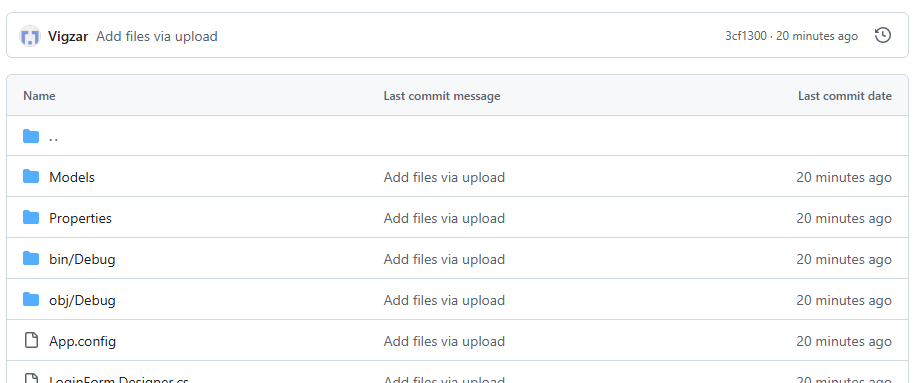 Vigzar Add files via upload 3cf1300 · 20 minutes ago
Name Last commit message Last commit date
..
Models Add files via upload 20 minutes ago
Properties Add files via upload 20 minutes ago
bin/Debug Add files via upload 20 minutes ago
obj/Debug Add files via upload 20 minutes ago
App.config Add files via upload 20 minutes ago
LoginForm.Designer.cs Add files via upload 20 minutes ago